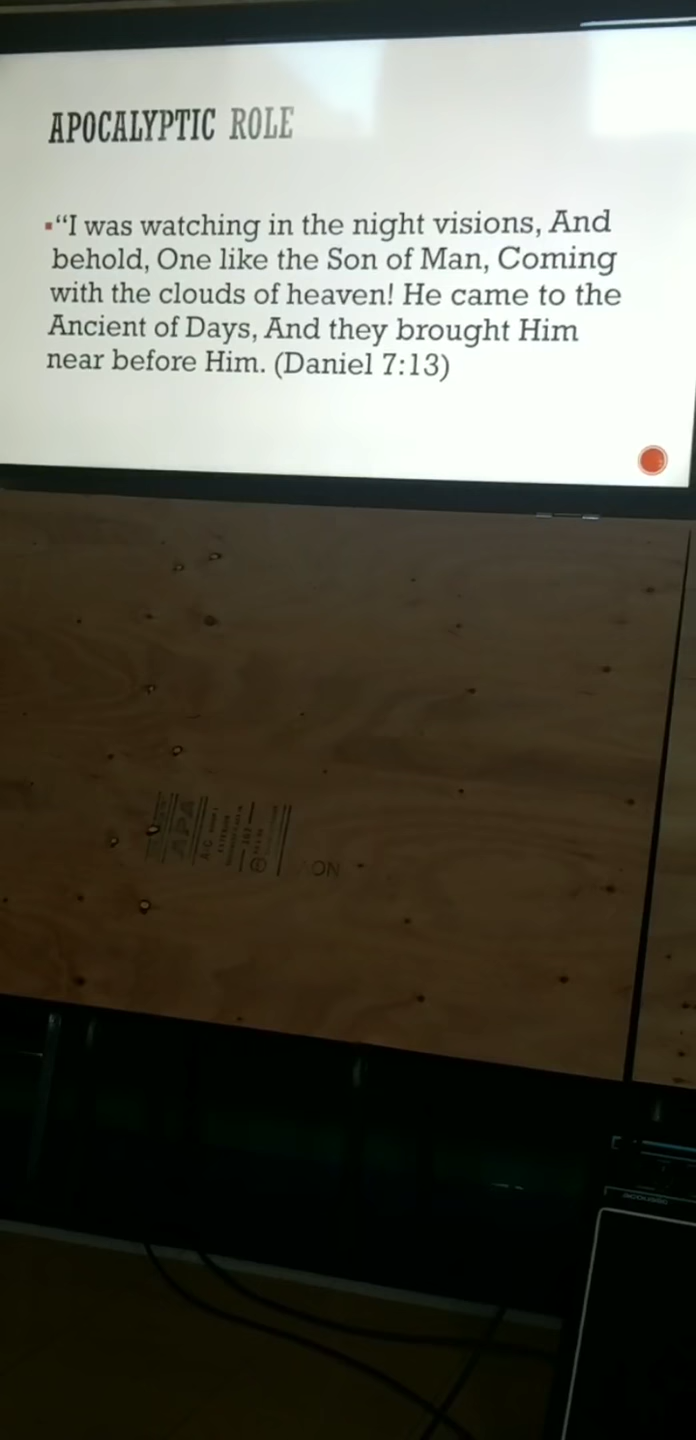 APOCALYPTIC ROLE
“I was watching in the night visions, And
behold, One like the Son of Man, Coming
with the clouds of heaven! He came to the
Ancient of Days, And they brought Him
near before Him. (Daniel 7:13)
APA
A-C
NOV